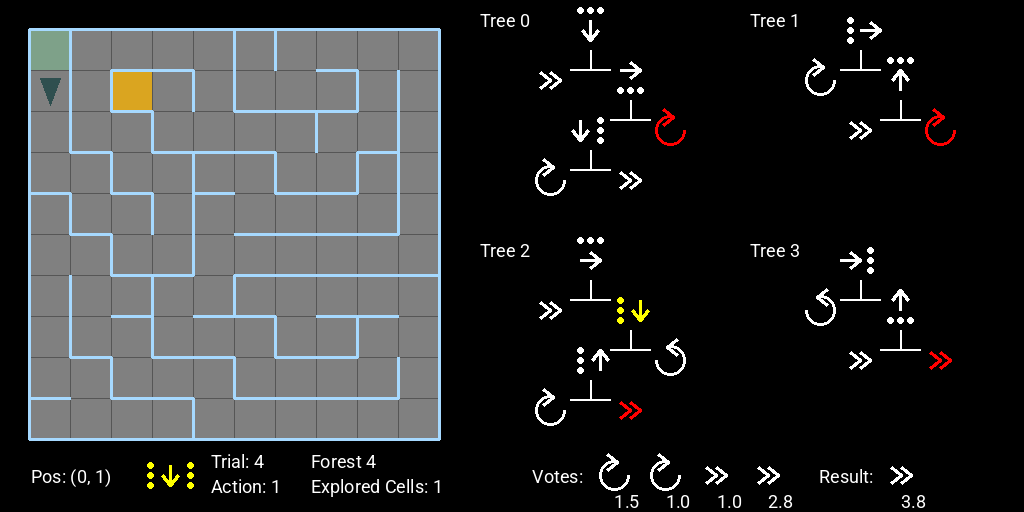 Tree 0
Tree 1
Tree 2
Tree 3
Pos: (0, 1)
Trial: 4
Forest 4
Action: 1
Explored Cells: 1
Votes:
Result:
1.5
1.0
1.0
2.8
3.8